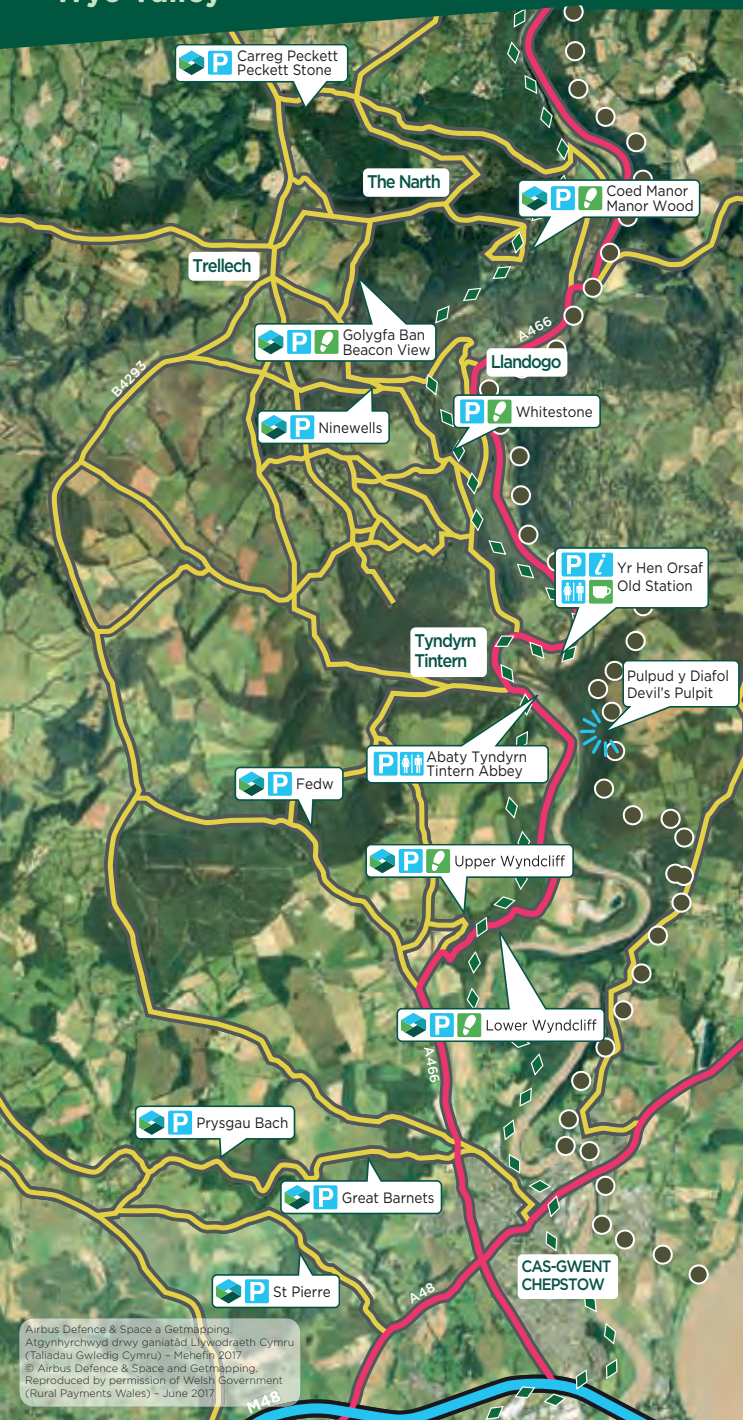 Wye Valley
Carreg Peckett
Peckett Stone
The Narth
Coed Manor
Manor Wood
Trellech
A466
Golygfa Ban
Beacon View
Llandogo
B4293
Whitestone
Ninewells
Yr Hen Orsaf
Old Station
Tyndyrn
Tintern
Pulpud y Diafol
Devil's Pulpit
Abaty Tyndyrn
Tintern Abbey
Fedw
Upper Wyndcliff
Lower Wyndcliff
A466
Prysgau Bach
Great Barnets
CAS-GWENT
CHEPSTOW
St Pierre
A48
Airbus Defence & Space a Getmapping.
Atgynhyrchwyd drwy ganiatâd Llywodraeth Cymru
(Taliadau Gwledig Cymru) – Mehefin 2017
© Airbus Defence & Space and Getmapping.
Reproduced by permission of Welsh Government
(Rural Payments Wales) – June 2017
M48